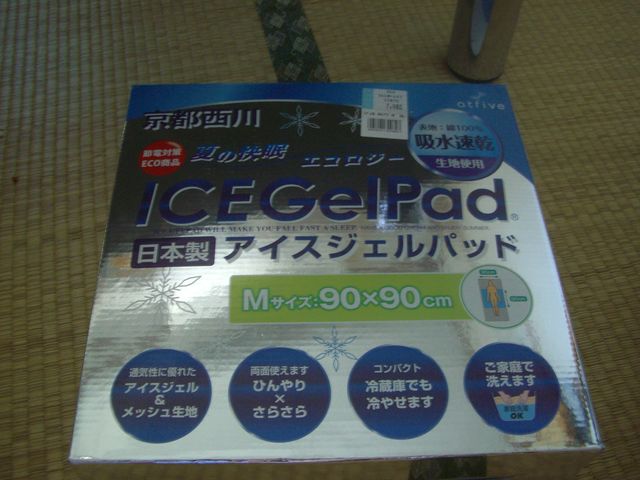 京都西川
otrive
表地:綿100%
吸水速乾
生地使用
節電対策
ECO商品
夏の快眠
エコロジー
ICEGelPad®
日本製
アイスジェルパッド
Mサイズ:90×90cm
通気性に優れた
アイスジェル
&
メッシュ生地
両面使えます
ひんやり
×
さらさら
コンパクト
冷蔵庫でも
冷やせます
ご家庭で
洗えます
OK